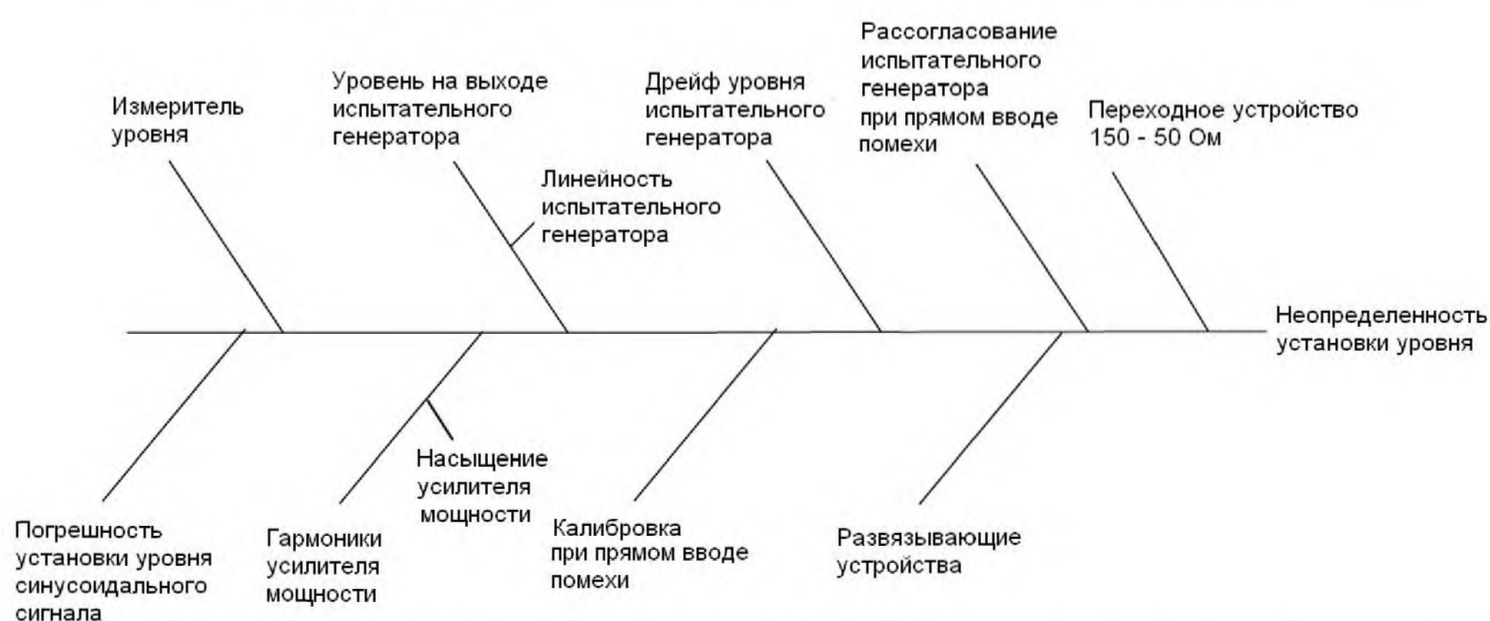 Измеритель
уровня
Уровень на выходе
испытательного
генератора
Линейность
испытательного
генератора
Дрейф уровня
испытательного
генератора
Рассогласование
испытательного
генератора
при прямом вводе
помехи
Переходное устройство
150 - 50 Ом
Неопределенность
установки уровня
Погрешность
установки уровня
синусоидального
сигнала
Гармоники
усилителя
мощности
Насыщение
усилителя
мощности
Калибровка
при прямом вводе
помехи
Развязывающие
устройства